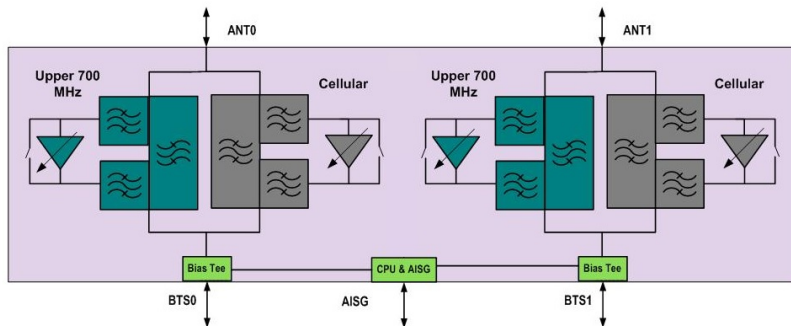 ANT0
ANT1
Upper 700
MHz
Cellular
Upper 700
MHz
Cellular
Bias Tee
CPU & AISG
Bias Tee
BTS0
AISG
BTS1